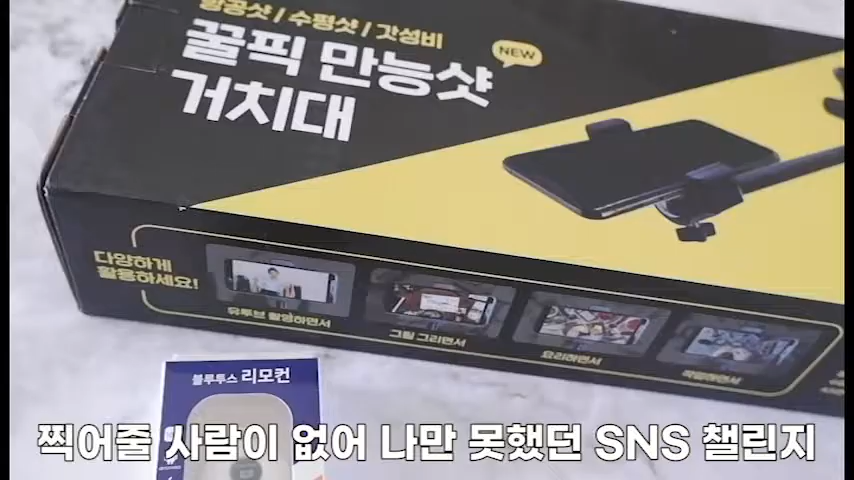 항공샷 / 수평샷 / 갓성비
꿀픽 만능샷
거치대
NEW
다양하게
활용하세요!
유투브 촬영하면서
그림 그리면서
요리하면서
블루투스 리모컨
찍어줄 사람이 없어 나만 못했던 SNS 챌린지